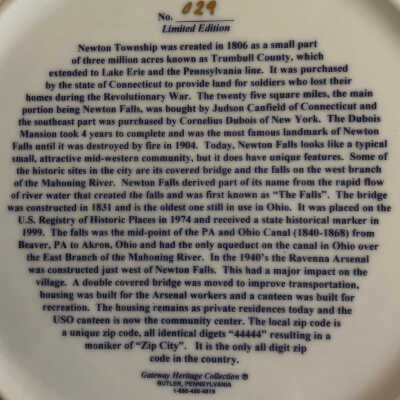 No. 029
Limited Edition
Newton Township was created in 1806 as a small part
of three million acres known as Trumbull County, which
extended to Lake Erie and the Pennsylvania line. It was purchased
by the state of Connecticut to provide land for soldiers who lost their
homes during the Revolutionary War. The twenty five square miles, the main
portion being Newton Falls, was bought by Judson Canfield of Connecticut and
the southeast part was purchased by Cornelius Dubois of New York. The Dubois
Mansion took 4 years to complete and was the most famous landmark of Newton
Falls until it was destroyed by fire in 1904. Today, Newton Falls looks like a typical
small, attractive mid-western community, but it does have unique features. Some of
the historic sites in the city are its covered bridge and the falls on the west branch
of the Mahoning River. Newton Falls derived part of its name from the rapid flow
of river water that created the falls and was first known as "The Falls". The bridge
was constructed in 1831 and is the oldest one still in use in Ohio. It was placed on the
U.S. Registry of Historic Places in 1974 and received a state historical marker in
1999. The falls was the mid-point of the PA and Ohio Canal (1840-1868) from
Beaver, PA to Akron, Ohio and had the only aqueduct on the canal in Ohio over
the East Branch of the Mahoning River. In the 1940's the Ravenna Arsenal
was constructed just west of Newton Falls. This had a major impact on the
village. A double covered bridge was moved to improve transportation,
housing was built for the Arsenal workers and a canteen was built for
recreation. The housing remains as private residences today and the
USO canteen is now the community center. The local zip code is
a unique zip code, all identical digets "44444" resulting in a
moniker of "Zip City". It is the only all digit zip
code in the country.
Gateway Heritage Collection ®
BUTLER, PENNSYLVANIA